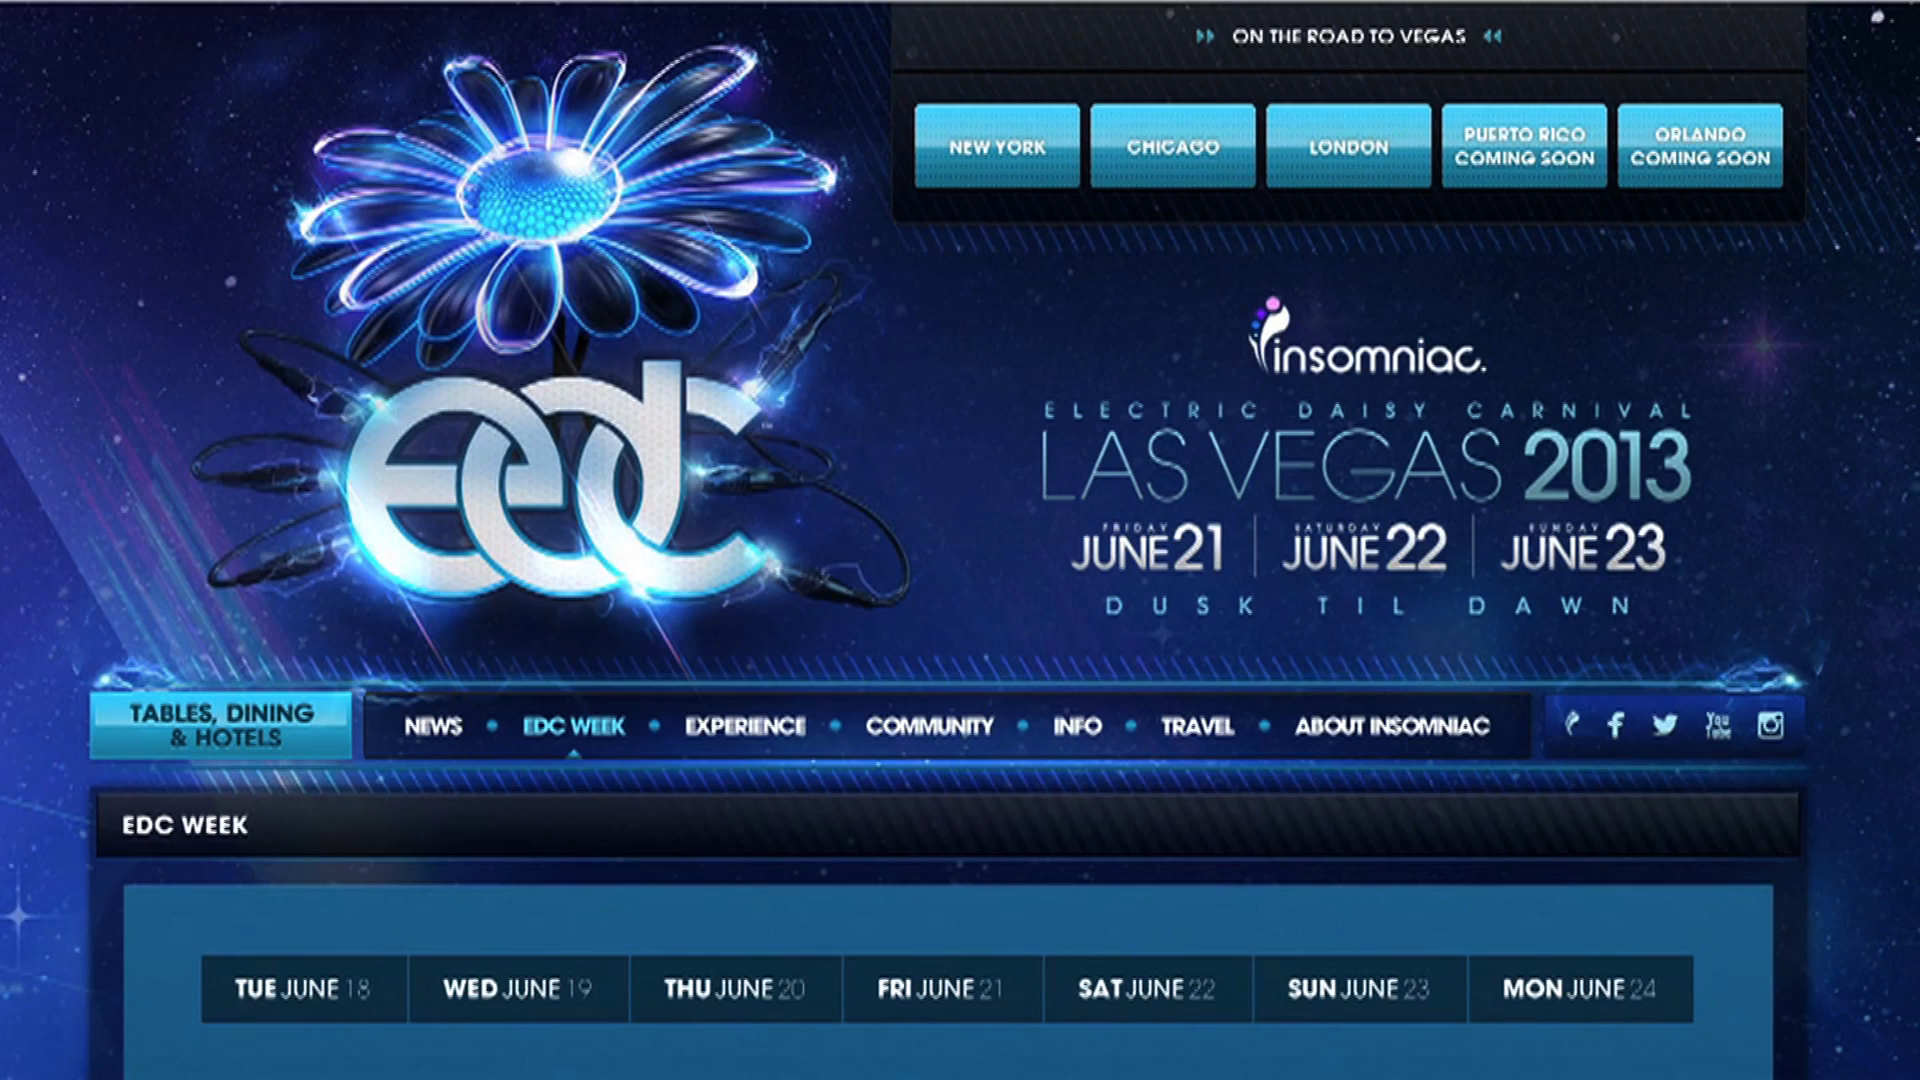 ON THE ROAD TO VEGAS
NEW YORK
CHICAGO
LONDON
PUERTO RICO
COMING SOON
ORLANDO
COMING SOON
edc
insomniac.
ELECTRIC DAISY CARNIVAL
LAS VEGAS 2013
FRIDAY SATURDAY SUNDAY
JUNE 21 JUNE 22 JUNE 23
DUSK TIL DAWN
TABLES, DINING
& HOTELS
NEWS EDC WEEK EXPERIENCE COMMUNITY INFO TRAVEL ABOUT INSOMNIAC
You
Tube
EDC WEEK
TUE JUNE 18 WED JUNE 19 THU JUNE 20 FRI JUNE 21 SAT JUNE 22 SUN JUNE 23 MON JUNE 24